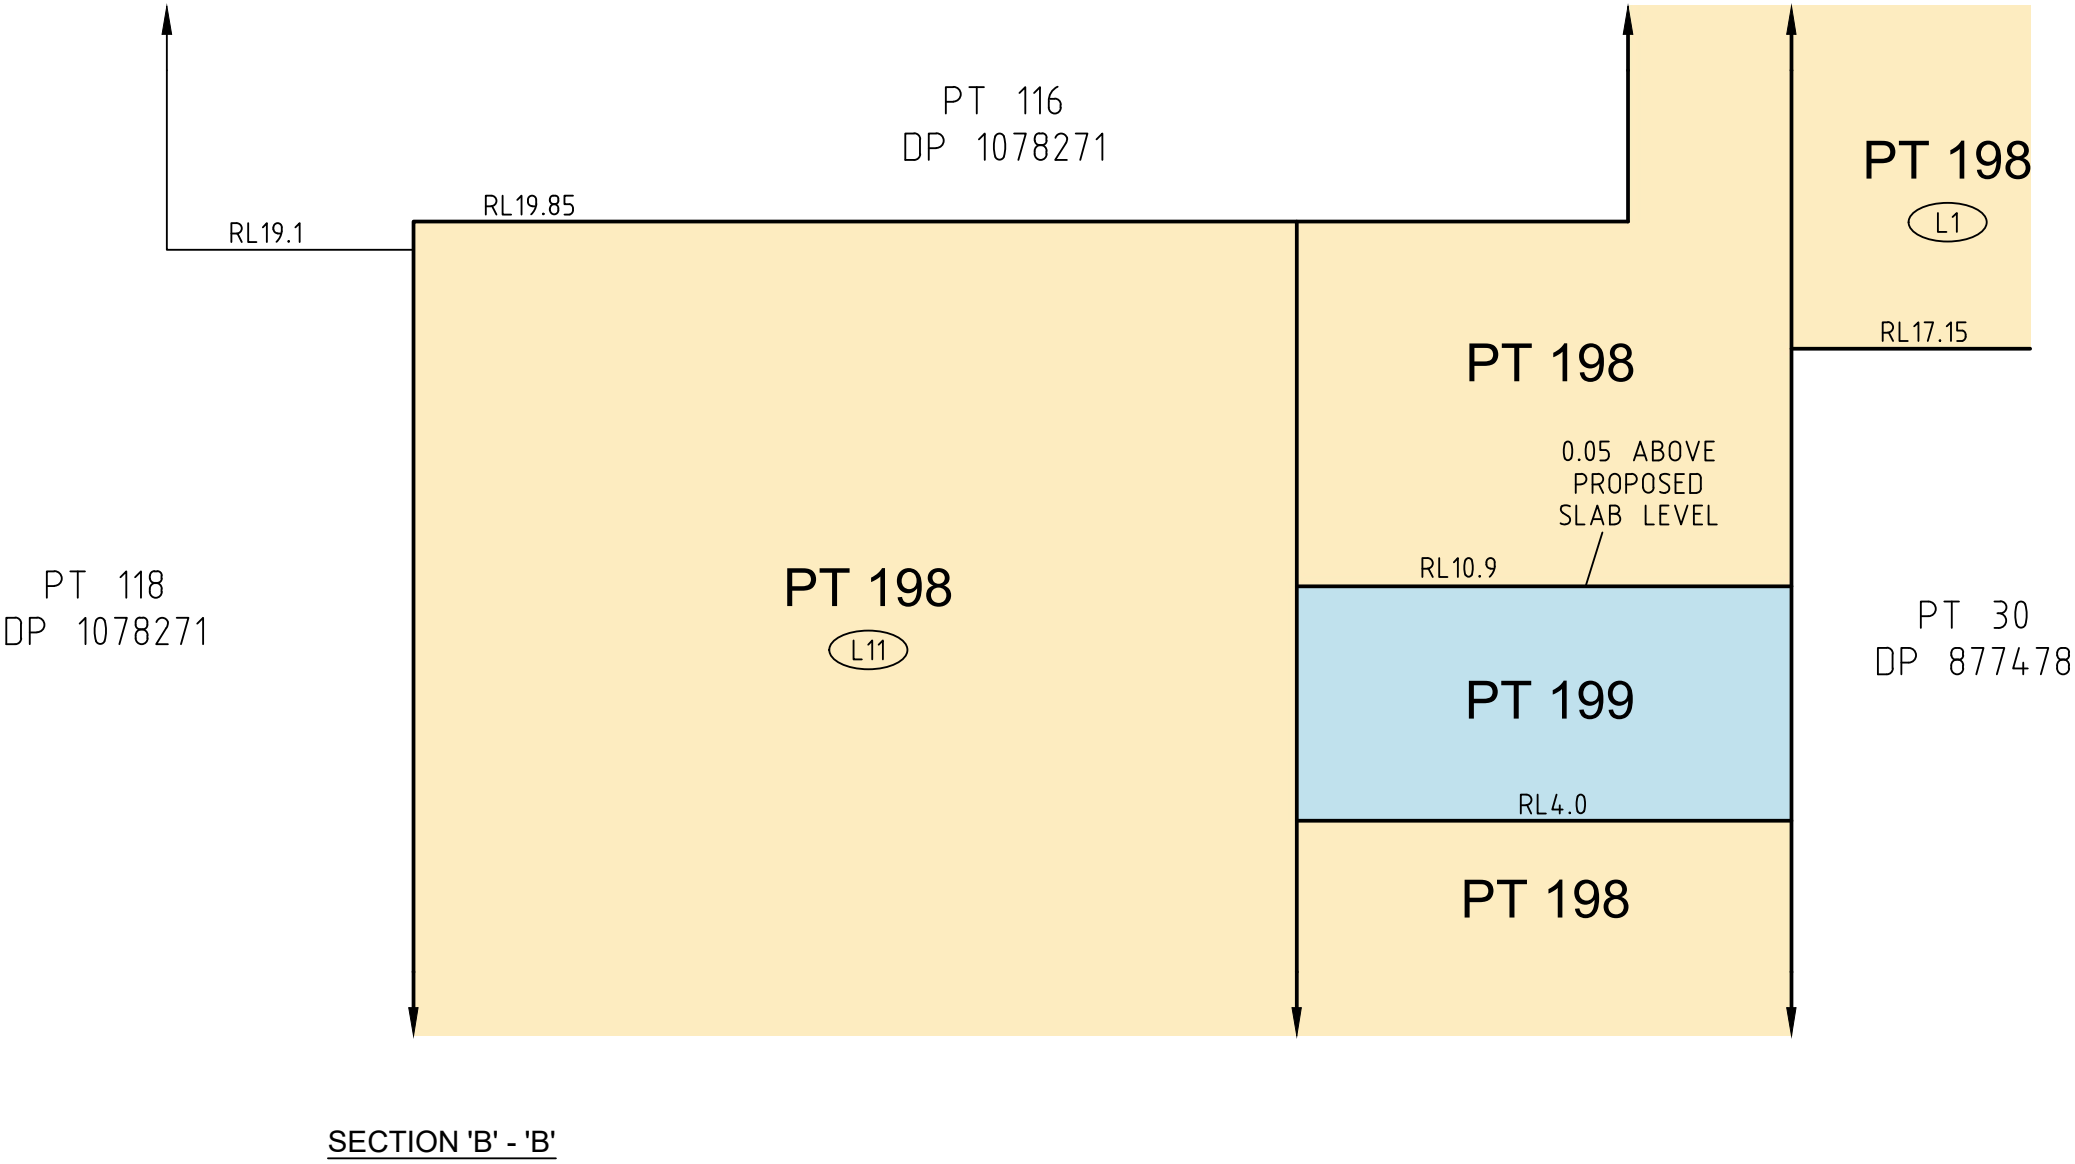 PT 116
DP 1078271
PT 198
L1
RL19.85
RL19.1
RL17.15
PT 198
0.05 ABOVE
PROPOSED
SLAB LEVEL
RL10.9
PT 118
DP 1078271
PT 198
L11
PT 30
DP 877478
PT 199
RL4.0
PT 198
SECTION 'B' - 'B'